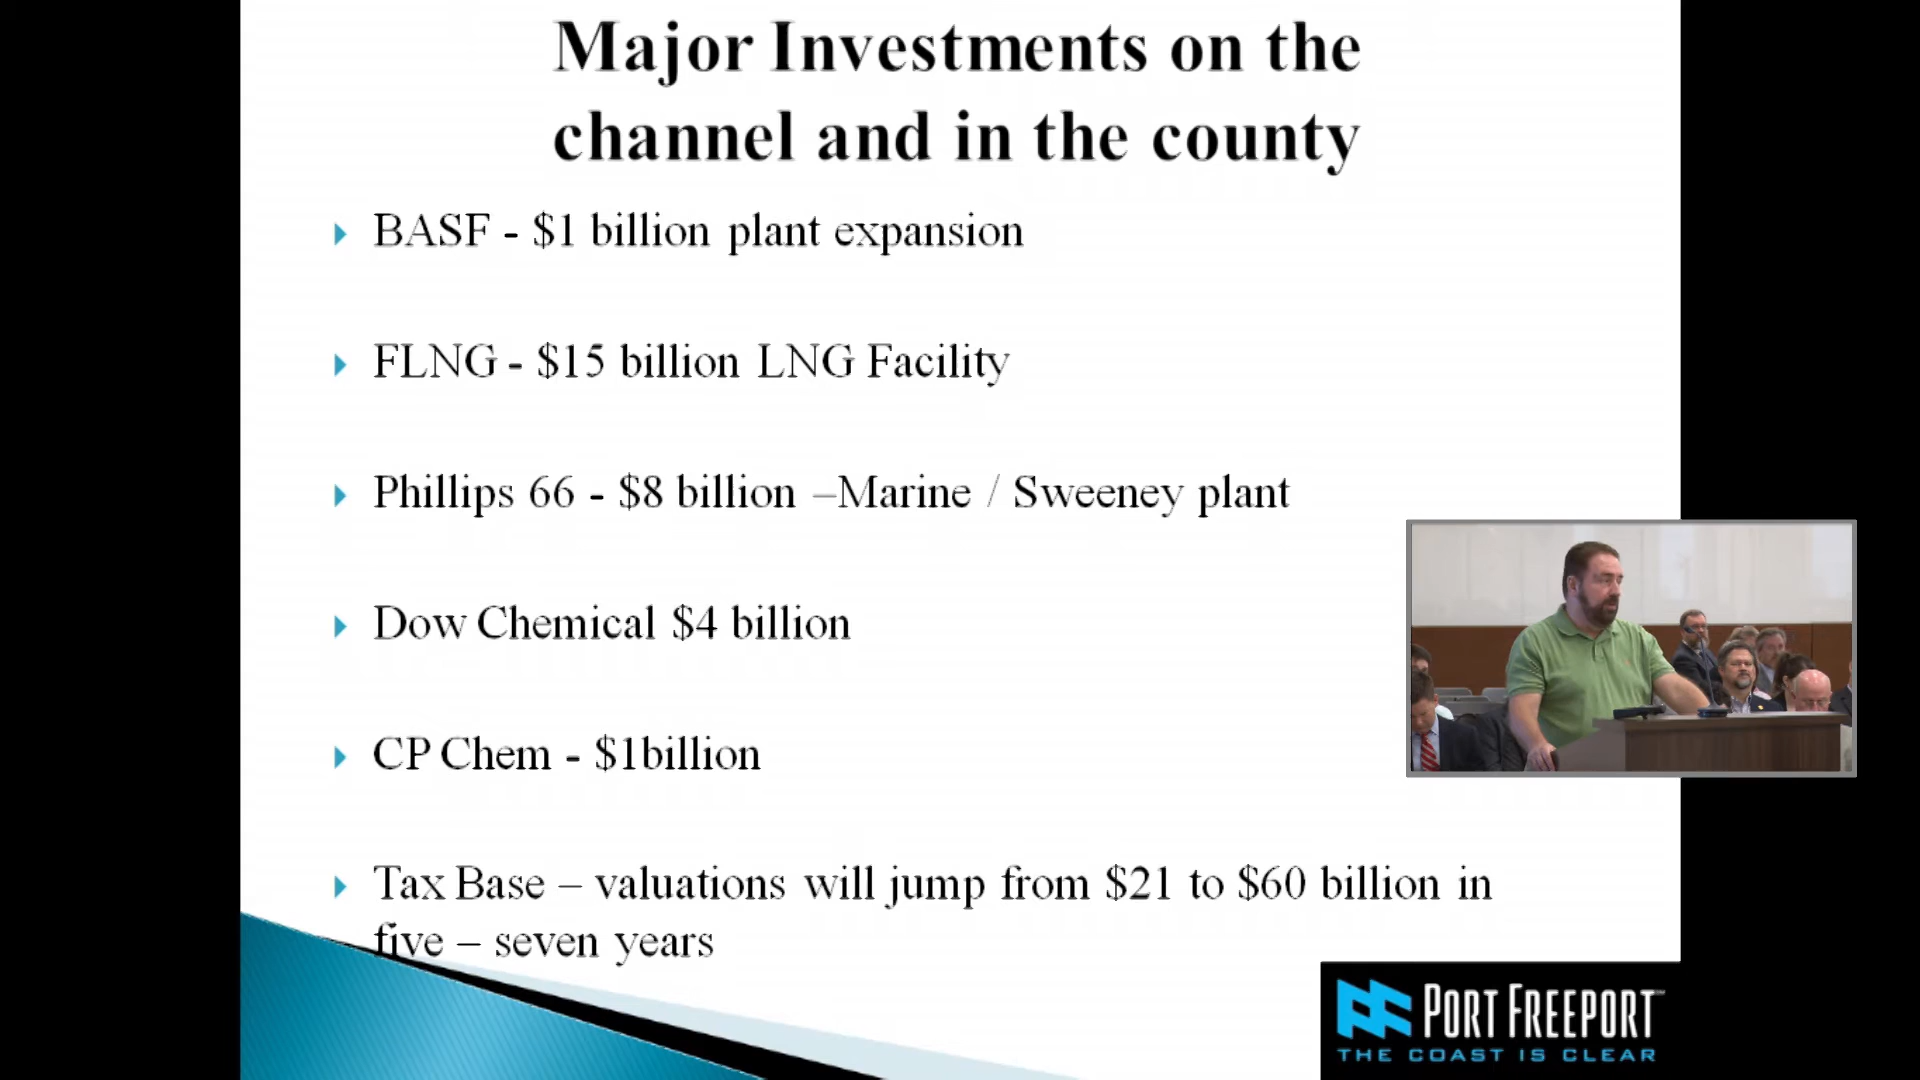 Major Investments on the
channel and in the county
BASF - $1 billion plant expansion
FLNG - $15 billion LNG Facility
Phillips 66 - $8 billion –Marine / Sweeney plant
Dow Chemical $4 billion
CP Chem - $1billion
Tax Base – valuations will jump from $21 to $60 billion in
five – seven years
PORT FREEPORT
THE COAST IS CLEAR